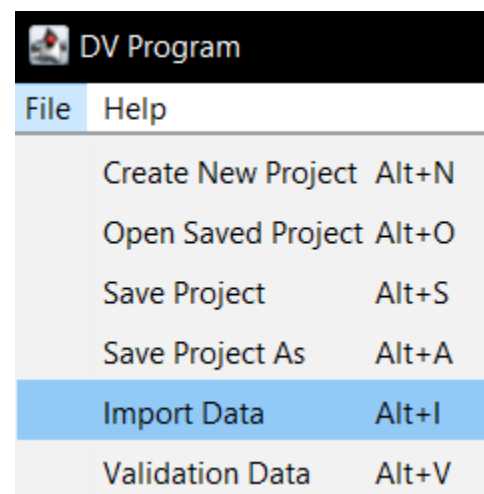 DV Program
File Help
Create New Project Alt+N
Open Saved Project Alt+O
Save Project Alt+S
Save Project As Alt+A
Import Data Alt+I
Validation Data Alt+V